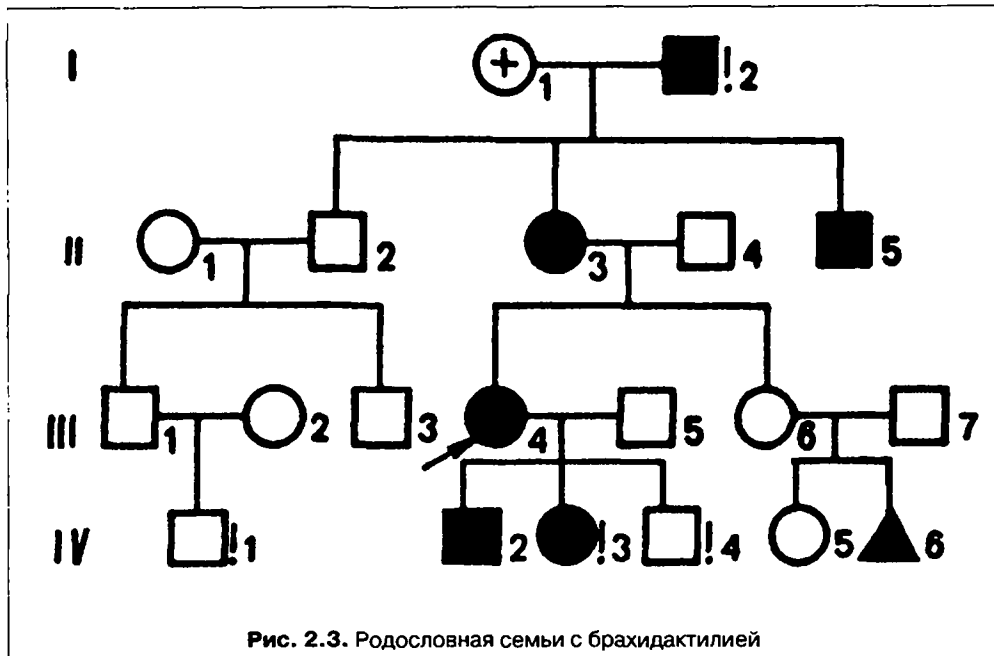 I + 1 ! 2
II 1 2 3 4 5
III 1 2 3 4 5 6 7
IV ! 1 2 ! 3 ! 4 5 6
Рис. 2.3. Родословная семьи с брахидактилией